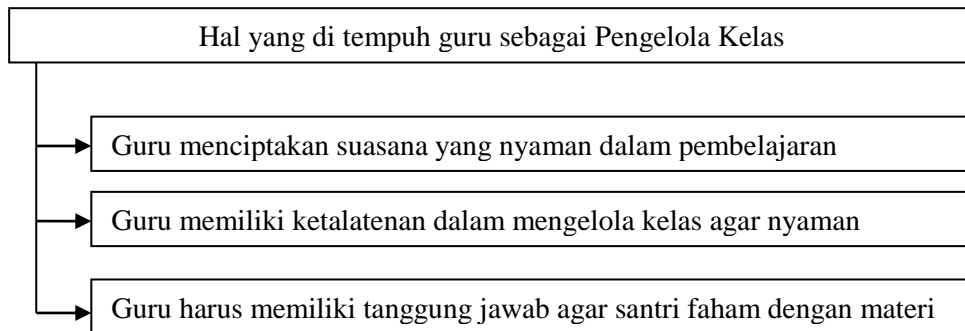 Hal yang di tempuh guru sebagai Pengelola Kelas
Guru menciptakan suasana yang nyaman dalam pembelajaran
Guru memiliki ketalatenan dalam mengelola kelas agar nyaman
Guru harus memiliki tanggung jawab agar santri faham dengan materi